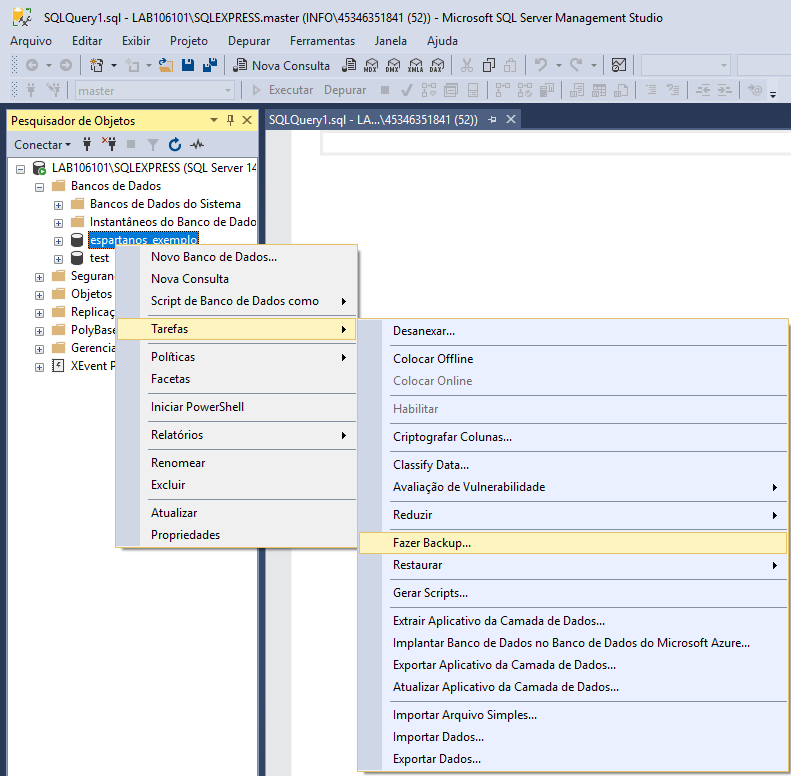 SQLQuery1.sql - LAB106101\SQLEXPRESS.master (INFO\45346351841 (52)) - Microsoft SQL Server Management Studio
Arquivo Editar Exibir Projeto Depurar Ferramentas Janela Ajuda
Nova Consulta MDX DMX XMLA DAX
master Executar Depurar
Pesquisador de Objetos
SQLQuery1.sql - LA...\45346351841 (52))
Conectar
LAB106101\SQLEXPRESS (SQL Server 14
Bancos de Dados
Bancos de Dados do Sistema
Instantâneos do Banco de Dado
espartanos_exemplo
test
Seguran
Objetos
Replicaç
PolyBase
Gerencia
XEvent P
Novo Banco de Dados...
Nova Consulta
Script de Banco de Dados como
Tarefas
Políticas
Facetas
Iniciar PowerShell
Relatórios
Renomear
Excluir
Atualizar
Propriedades
Desanexar...
Colocar Offline
Colocar Online
Habilitar
Criptografar Colunas...
Classify Data...
Avaliação de Vulnerabilidade
Reduzir
Fazer Backup...
Restaurar
Gerar Scripts...
Extrair Aplicativo da Camada de Dados...
Implantar Banco de Dados no Banco de Dados do Microsoft Azure...
Exportar Aplicativo da Camada de Dados...
Atualizar Aplicativo da Camada de Dados...
Importar Arquivo Simples...
Importar Dados...
Exportar Dados...